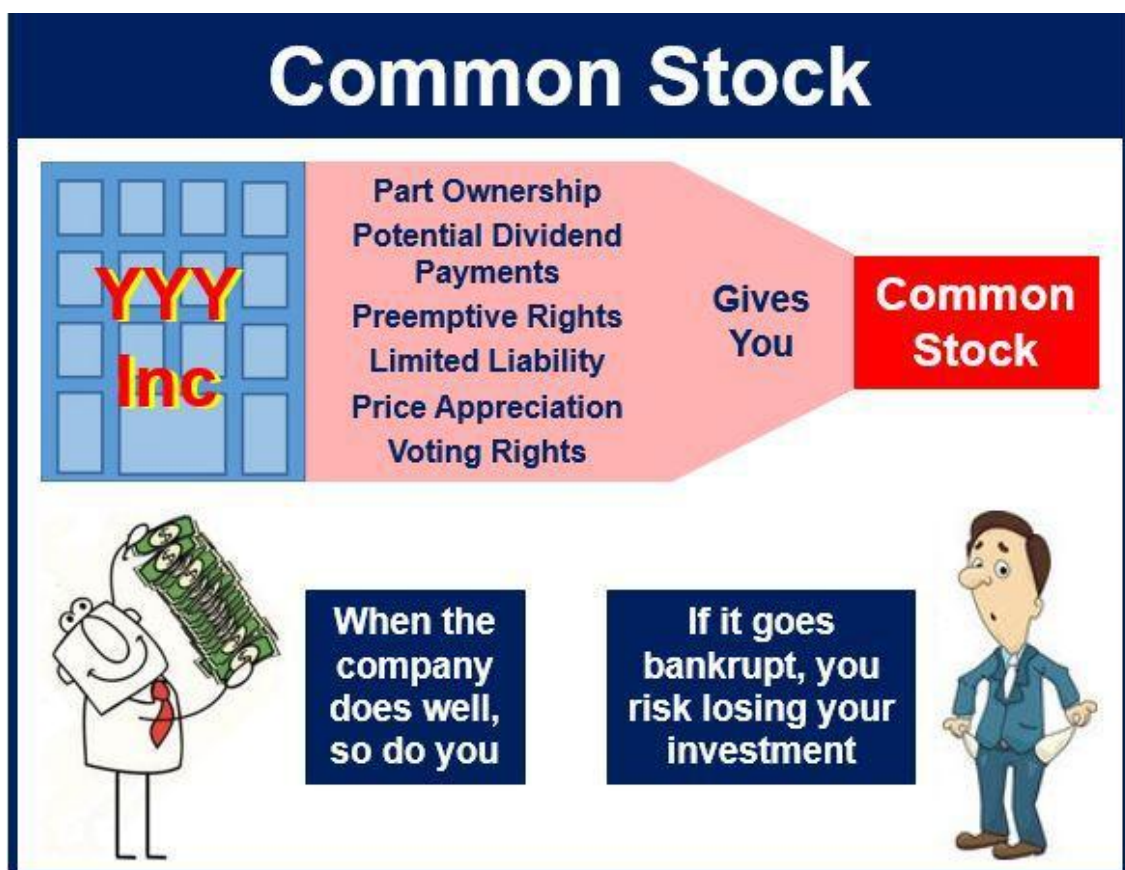 Common Stock
YYY
Inc
Part Ownership
Potential Dividend
Payments
Preemptive Rights
Limited Liability
Price Appreciation
Voting Rights
Gives
You
Common
Stock
When the
company
does well,
so do you
If it goes
bankrupt, you
risk losing your
investment